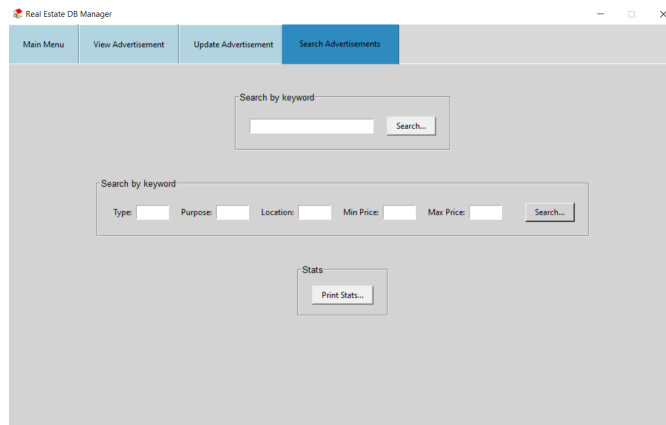 Real Estate DB Manager
Main Menu View Advertisement Update Advertisement Search Advertisements
Search by keyword
Search...
Search by keyword
Type: Purpose: Location: Min Price: Max Price: Search...
Stats
Print Stats...